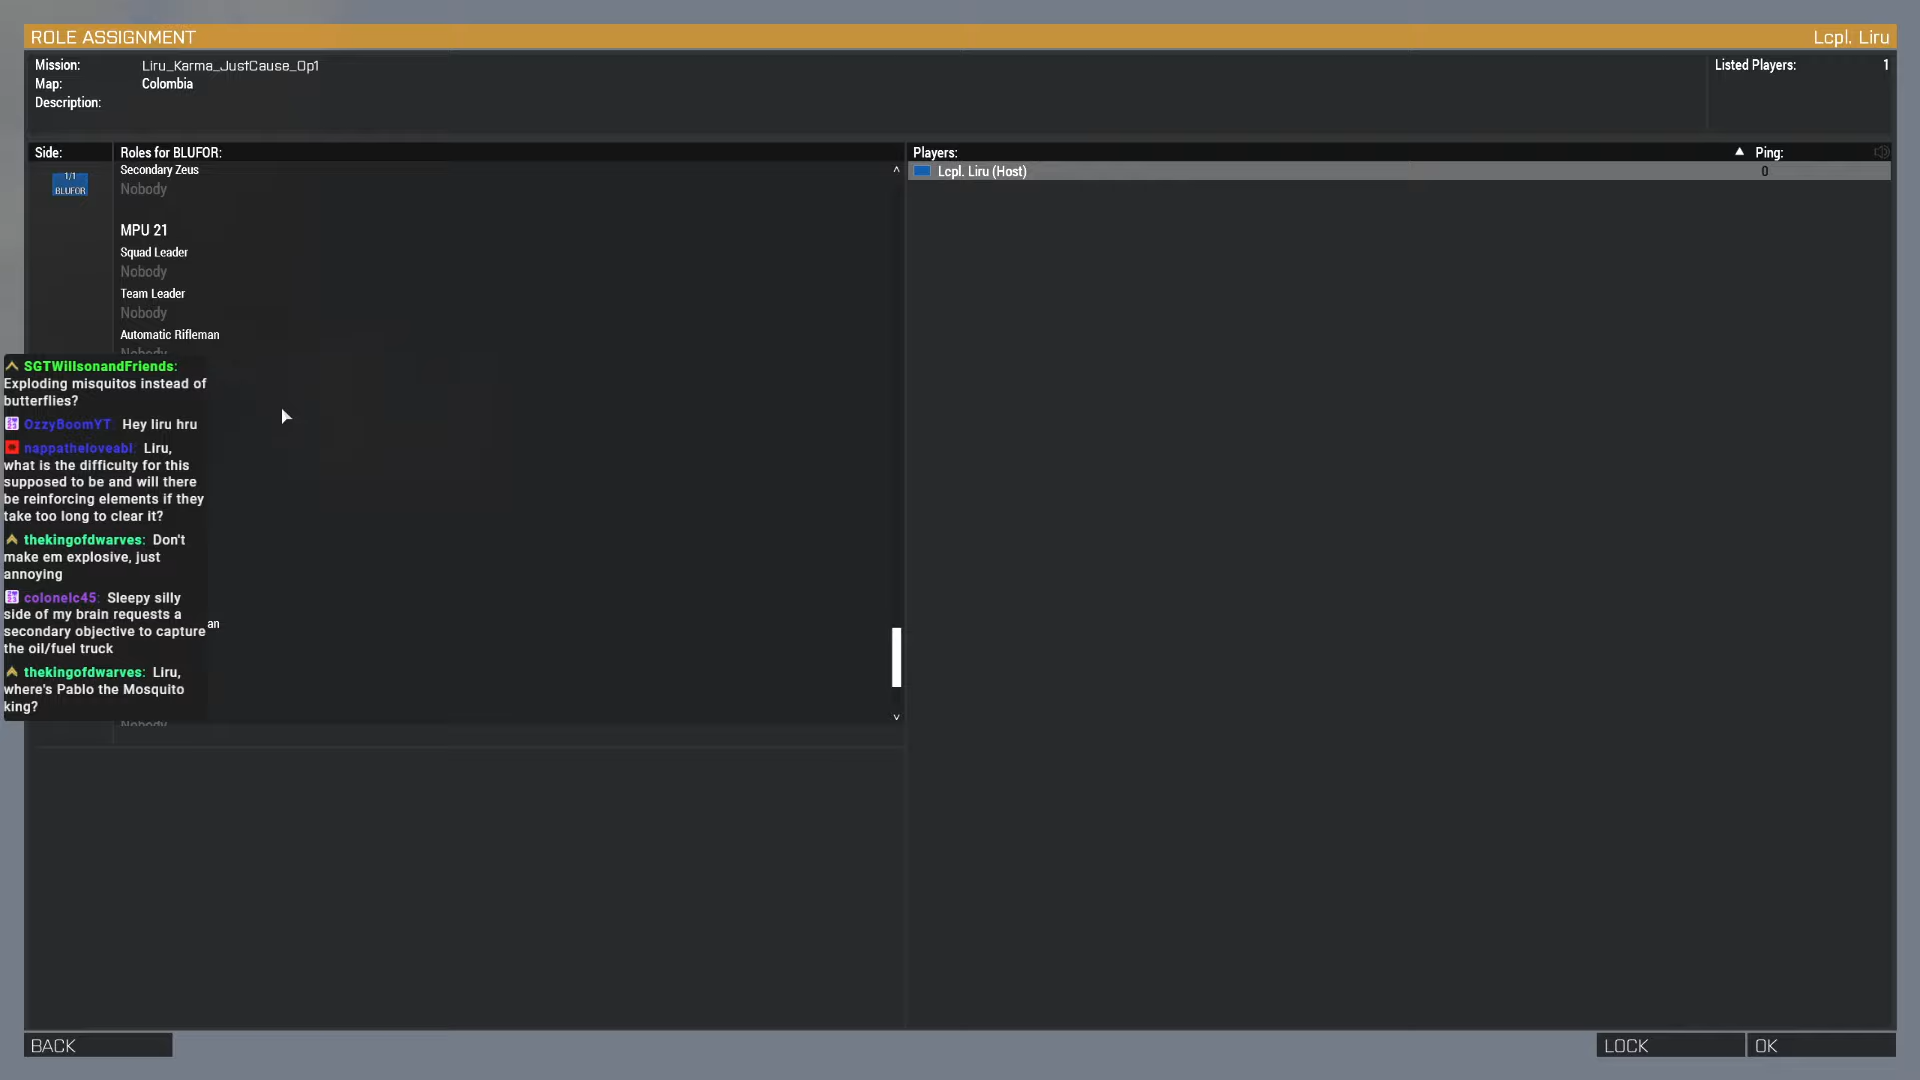 ROLE ASSIGNMENT
Lcpl. Liru
Mission:
Liru_Karma_JustCause_Op1
Listed Players:
1
Map:
Colombia
Description:
Side:
Roles for BLUFOR:
Players:
Ping:
1/1
BLUFOR
Secondary Zeus
Nobody
Lcpl. Liru (Host)
0
MPU 21
Squad Leader
Nobody
Team Leader
Nobody
Automatic Rifleman
Nobody
SGTWillsonandFriends:
Exploding misquitos instead of
butterflies?
OzzyBoomYT: Hey liru hru
nappatheloveabl: Liru,
what is the difficulty for this
supposed to be and will there
be reinforcing elements if they
take too long to clear it?
thekingofdwarves: Don't
make em explosive, just
annoying
colonelc45: Sleepy silly
side of my brain requests a
secondary objective to capture
the oil/fuel truck
an
thekingofdwarves: Liru,
where's Pablo the Mosquito
king?
Nobody
BACK
LOCK
OK